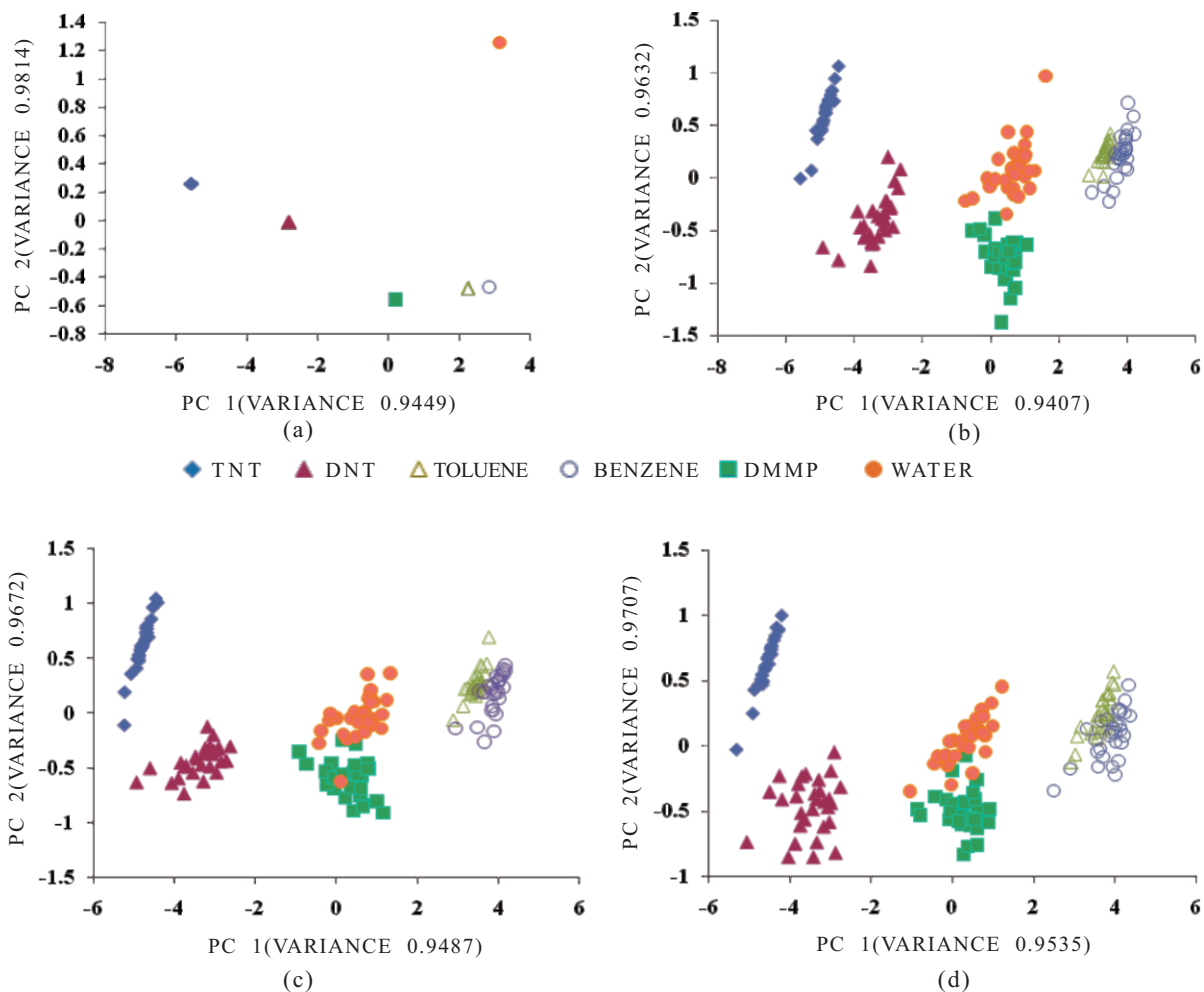 1.4
1.2
1
0.8
0.6
0.4
0.2
0
-0.2
-0.4
-0.6
-0.8
-8 -6 -4 -2 0 2 4
PC 2(VARIANCE 0.9814)
PC 1(VARIANCE 0.9449)
(a)
1.5
1
0.5
0
-0.5
-1
-1.5
-8 -6 -4 -2 0 2 4 6
PC 2(VARIANCE 0.9632)
PC 1(VARIANCE 0.9407)
(b)
TNT DNT TOLUENE BENZENE DMMP WATER
1.5
1
0.5
0
-0.5
-1
-1.5
-6 -4 -2 0 2 4 6
PC 2(VARIANCE 0.9672)
PC 1(VARIANCE 0.9487)
(c)
1.5
1
0.5
0
-0.5
-1
-6 -4 -2 0 2 4 6
PC 2(VARIANCE 0.9707)
PC 1(VARIANCE 0.9535)
(d)